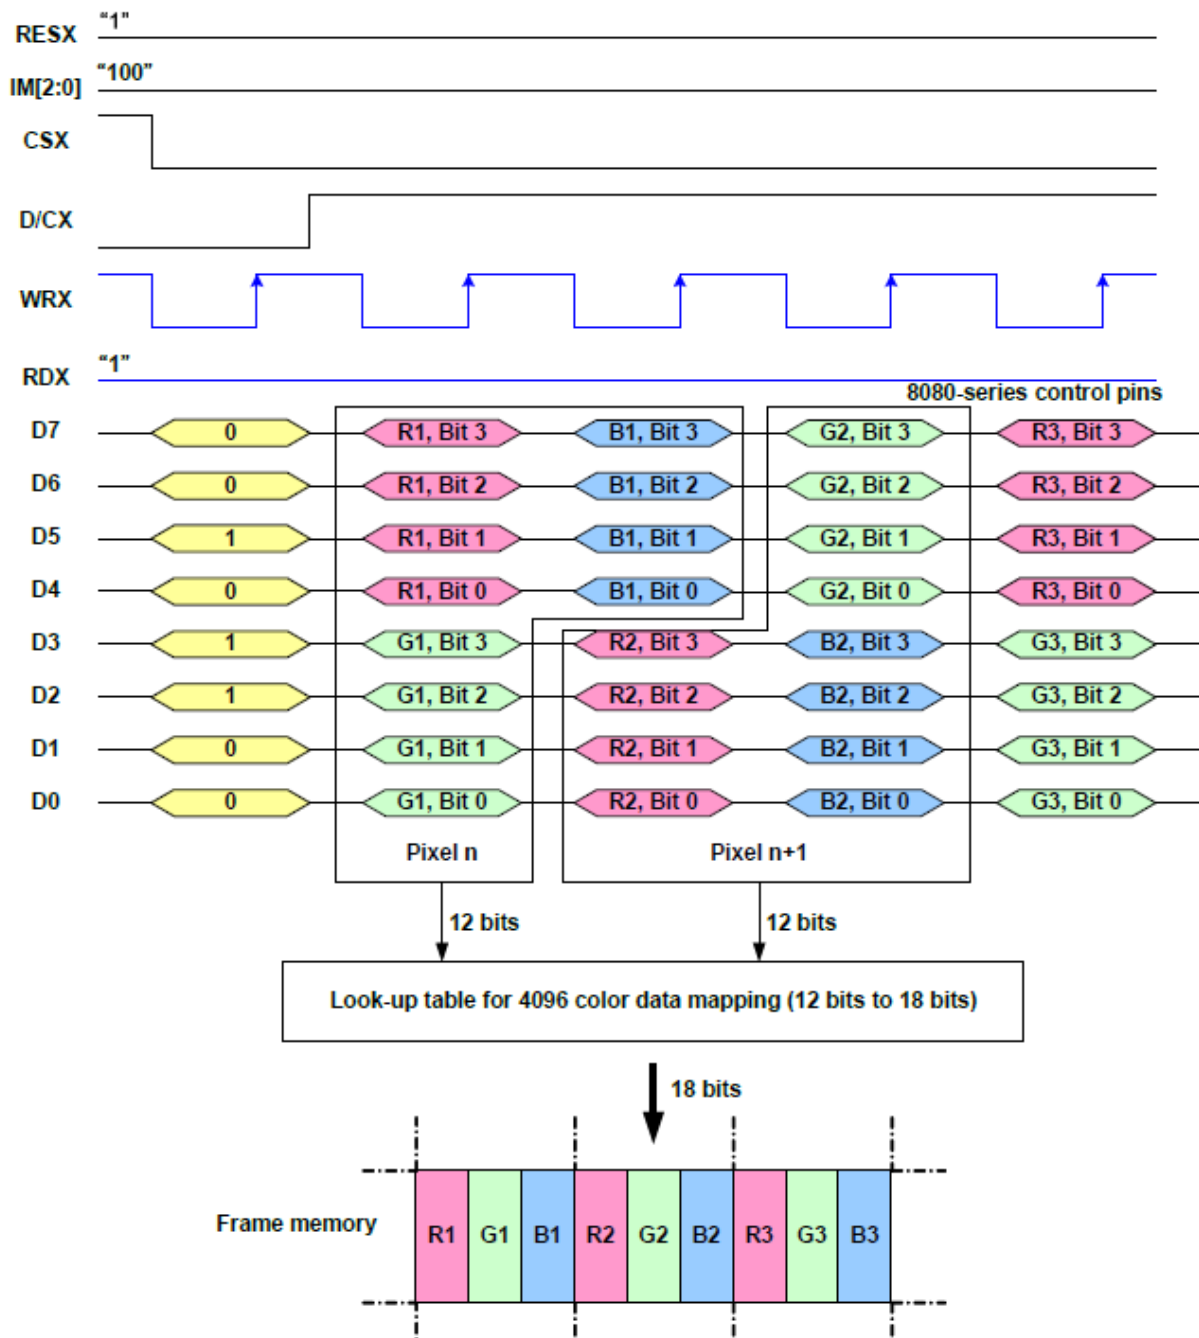 RESX “1”
IM[2:0] “100”
CSX
D/CX
WRX
RDX “1”
8080-series control pins
D7 0 R1, Bit 3 B1, Bit 3 G2, Bit 3 R3, Bit 3
D6 0 R1, Bit 2 B1, Bit 2 G2, Bit 2 R3, Bit 2
D5 1 R1, Bit 1 B1, Bit 1 G2, Bit 1 R3, Bit 1
D4 0 R1, Bit 0 B1, Bit 0 G2, Bit 0 R3, Bit 0
D3 1 G1, Bit 3 R2, Bit 3 B2, Bit 3 G3, Bit 3
D2 1 G1, Bit 2 R2, Bit 2 B2, Bit 2 G3, Bit 2
D1 0 G1, Bit 1 R2, Bit 1 B2, Bit 1 G3, Bit 1
D0 0 G1, Bit 0 R2, Bit 0 B2, Bit 0 G3, Bit 0
Pixel n Pixel n+1
12 bits 12 bits
Look-up table for 4096 color data mapping (12 bits to 18 bits)
18 bits
Frame memory R1 G1 B1 R2 G2 B2 R3 G3 B3